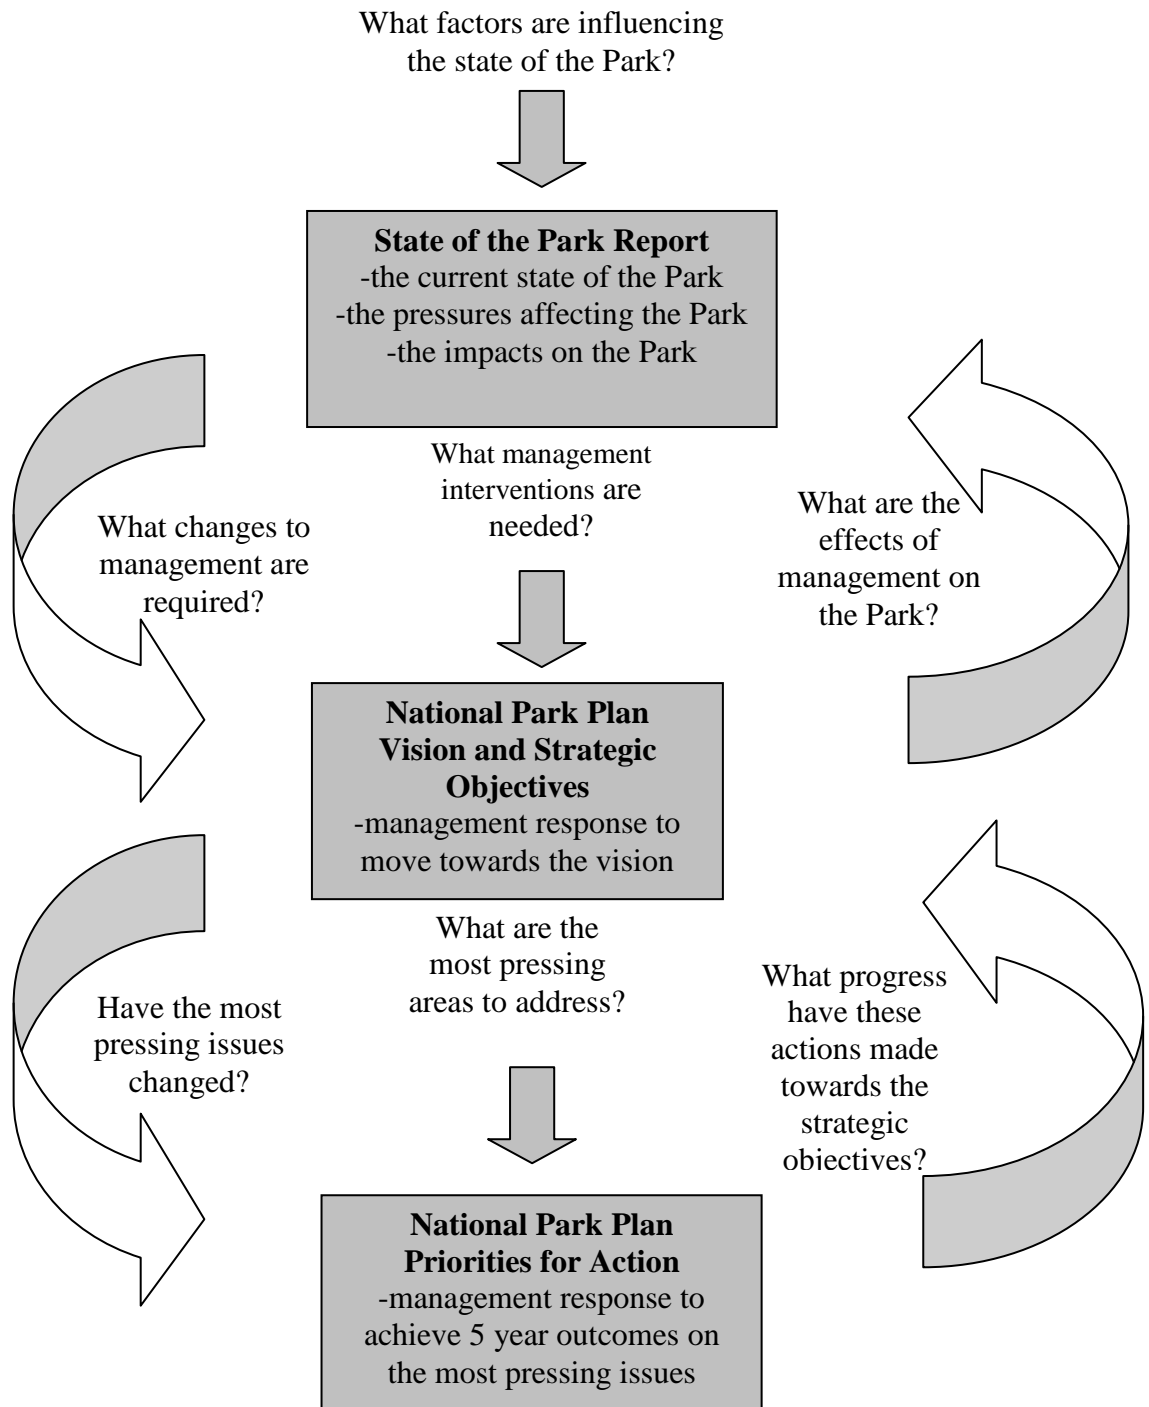 What factors are influencing
the state of the Park?
State of the Park Report
-the current state of the Park
-the pressures affecting the Park
-the impacts on the Park
What management
interventions are
needed?
What changes to
management are
required?
What are the
effects of
management on
the Park?
National Park Plan
Vision and Strategic
Objectives
-management response to
move towards the vision
What are the
most pressing
areas to address?
Have the most
pressing issues
changed?
What progress
have these
actions made
towards the
strategic
objectives?
National Park Plan
Priorities for Action
-management response to
achieve 5 year outcomes on
the most pressing issues